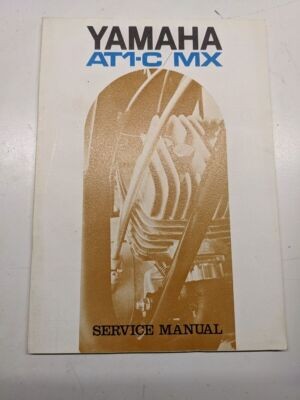 YAMAHA
AT1-C/MX
SERVICE MANUAL